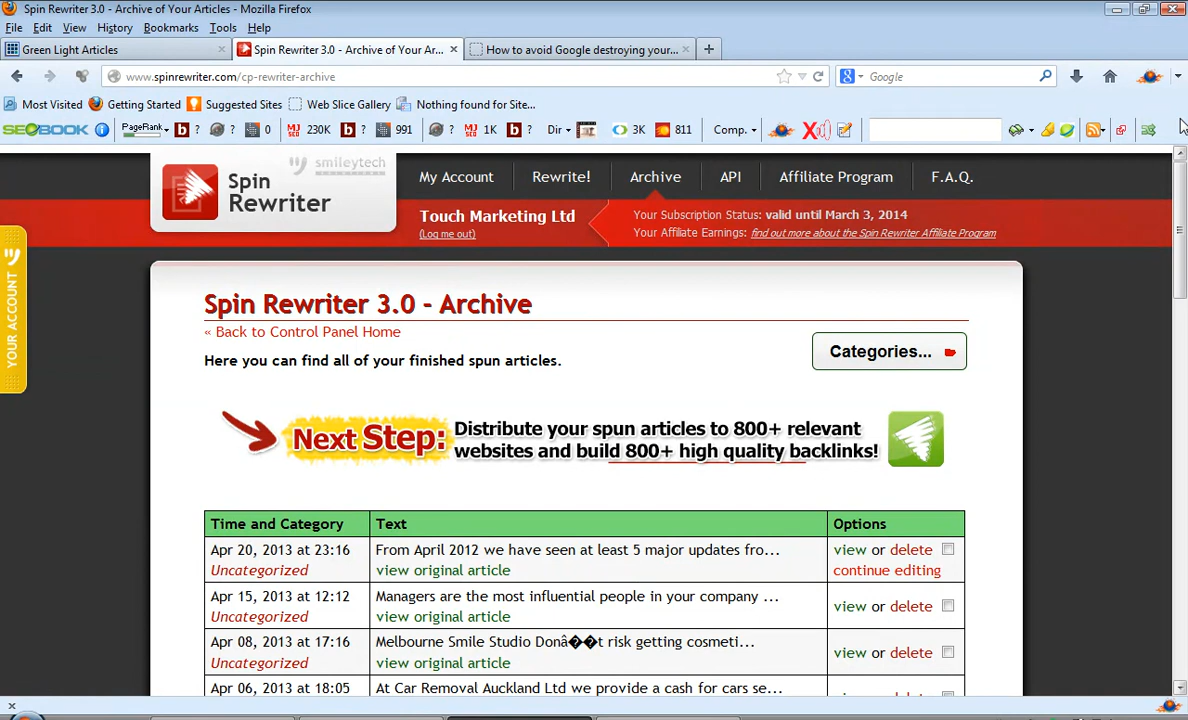 Spin Rewriter 3.0 - Archive of Your Articles - Mozilla Firefox
File Edit View History Bookmarks Tools Help
Green Light Articles × Spin Rewriter 3.0 - Archive of Your Ar... × How to avoid Google destroying your... × +
www.spinrewriter.com/cp-rewriter-archive Google
Most Visited Getting Started Suggested Sites Web Slice Gallery Nothing found for Site...
SEOBOOK PageRank b ? ? 0 MJ SEO 230K b ? 991 ? MJ SEO 1K b ? Dir 3K 811 Comp. X(i)
smileytech
Spin
Rewriter
My Account Rewrite! Archive API Affiliate Program F.A.Q.
Touch Marketing Ltd
(Log me out)
Your Subscription Status: valid until March 3, 2014
Your Affiliate Earnings: find out more about the Spin Rewriter Affiliate Program
YOUR ACCOUNT
Spin Rewriter 3.0 - Archive
« Back to Control Panel Home
Here you can find all of your finished spun articles.
Categories...
Next Step: Distribute your spun articles to 800+ relevant
websites and build 800+ high quality backlinks!
Time and Category Text Options
Apr 20, 2013 at 23:16 From April 2012 we have seen at least 5 major updates fro... view or delete
Uncategorized view original article continue editing
Apr 15, 2013 at 12:12 Managers are the most influential people in your company ... view or delete
Uncategorized view original article
Apr 08, 2013 at 17:16 Melbourne Smile Studio Donâ��t risk getting cosmeti... view or delete
Uncategorized view original article
Apr 06, 2013 at 18:05 At Car Removal Auckland Ltd we provide a cash for cars se...